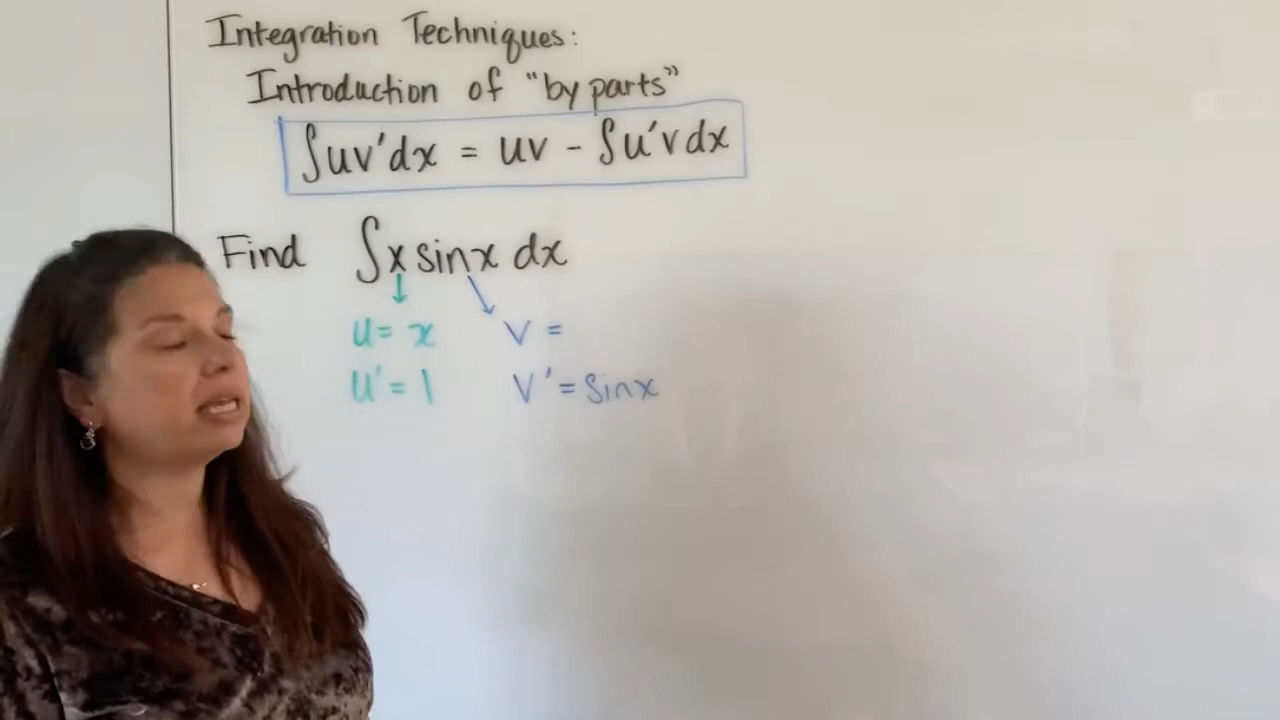 Integration Techniques:
Introduction of "by parts"
∫uv'dx = uv - ∫u'vdx
Find ∫x sinx dx
u = x v =
u' = 1 v' = sinx